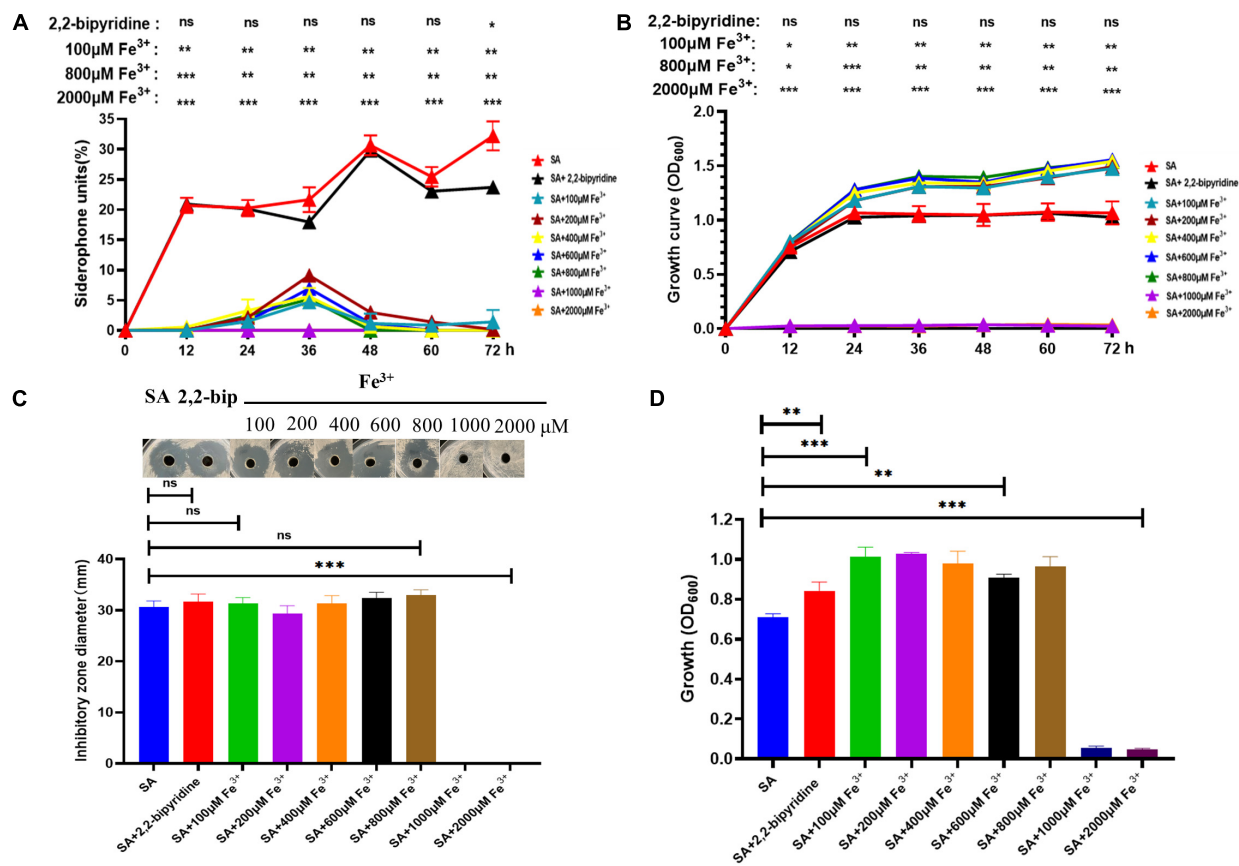 A
2,2-bipyridine : ns ns ns ns ns *
100μM Fe³⁺ : ** ** ** ** ** **
800μM Fe³⁺ : *** ** ** ** ** **
2000μM Fe³⁺ : *** *** *** *** *** ***
Siderophone units(%)
35
30
25
20
15
10
5
0
0 12 24 36 48 60 72 h
SA
SA+ 2,2-bipyridine
SA+100μM Fe³⁺
SA+200μM Fe³⁺
SA+400μM Fe³⁺
SA+600μM Fe³⁺
SA+800μM Fe³⁺
SA+1000μM Fe³⁺
SA+2000μM Fe³⁺
B
2,2-bipyridine: ns ns ns ns ns ns
100μM Fe³⁺ : * ** ** ** ** **
800μM Fe³⁺ : * *** ** ** ** **
2000μM Fe³⁺: *** *** *** *** *** ***
Growth curve (OD₆₀₀)
2.0
1.5
1.0
0.5
0.0
0 12 24 36 48 60 72 h
SA
SA+ 2,2-bipyridine
SA+100μM Fe³⁺
SA+200μM Fe³⁺
SA+400μM Fe³⁺
SA+600μM Fe³⁺
SA+800μM Fe³⁺
SA+1000μM Fe³⁺
SA+2000μM Fe³⁺
C
Fe³⁺
SA 2,2-bip
100 200 400 600 800 1000 2000 μM
ns
ns
ns
***
Inhibitory zone diameter(mm)
40
30
20
10
0
SA
SA+2,2-bipyridine
SA+100μM Fe³⁺
SA+200μM Fe³⁺
SA+400μM Fe³⁺
SA+600μM Fe³⁺
SA+800μM Fe³⁺
SA+1000μM Fe³⁺
SA+2000μM Fe³⁺
D
**
***
**
***
Growth (OD₆₀₀)
1.2
1.0
0.8
0.6
0.4
0.2
0.0
SA
SA+2,2-bipyridine
SA+100μM Fe³⁺
SA+200μM Fe³⁺
SA+400μM Fe³⁺
SA+600μM Fe³⁺
SA+800μM Fe³⁺
SA+1000μM Fe³⁺
SA+2000μM Fe³⁺